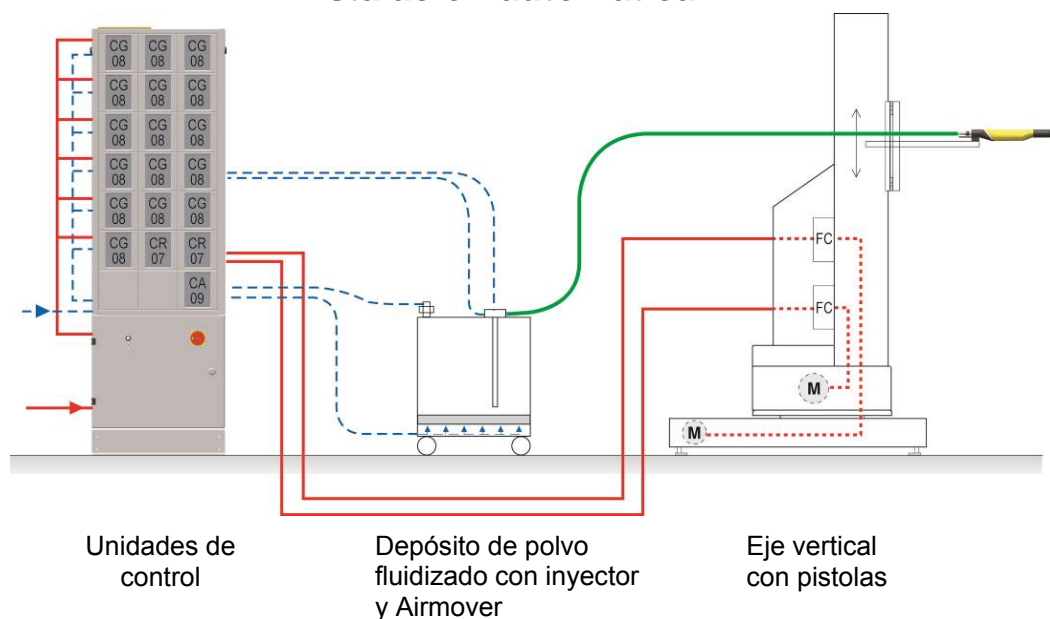 CG 08 CG 08 CG 08
CG 08 CG 08 CG 08
CG 08 CG 08 CG 08
CG 08 CG 08 CG 08
CG 08 CG 08 CG 08
CG 08 CR 07 CR 07
CA 09
FC
FC
M
M
Unidades de
control
Depósito de polvo
fluidizado con inyector
y Airmover
Eje vertical
con pistolas